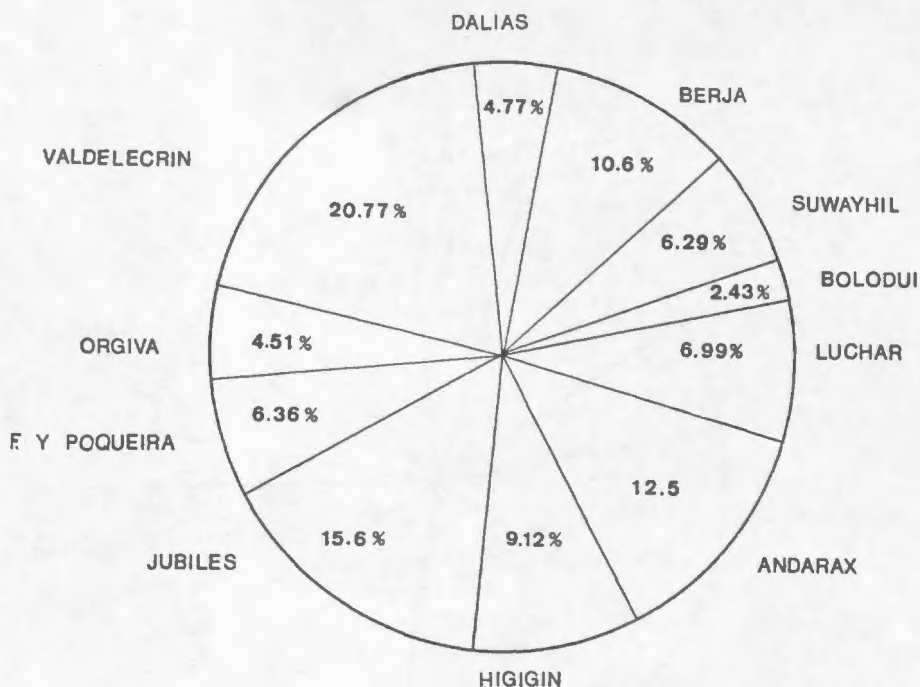 DALIAS
4.77%
BERJA
10.6%
VALDELECRIN
20.77%
SUWAYHIL
6.29%
BOLODUI
2.43%
ORGIVA
4.51%
6.99%
LUCHAR
6.36%
F. Y POQUEIRA
12.5
15.6%
9.12%
JUBILES
ANDARAX
HIGIGIN